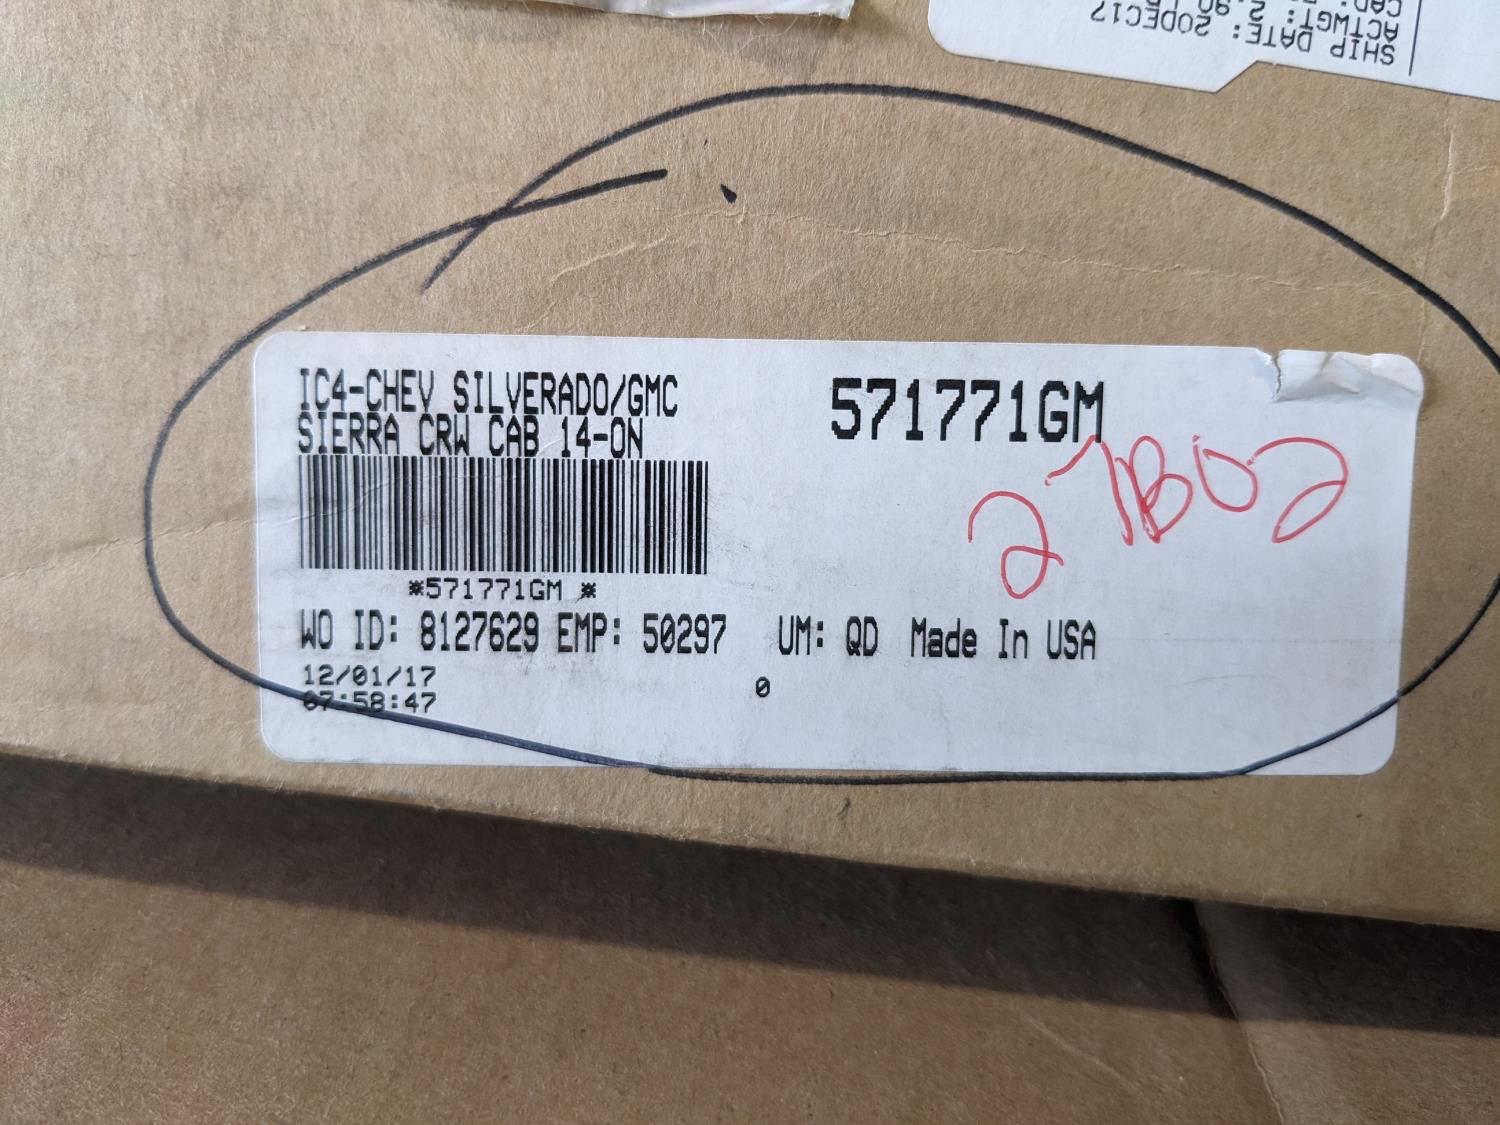 SHIP DATE: 20DEC17
IC4-CHEV SILVERADO/GMC
SIERRA CRW CAB 14-ON
571771GM
27B02
*571771GM *
WO ID: 8127629 EMP: 50297 UM: QD Made In USA
12/01/17
07:58:47
0